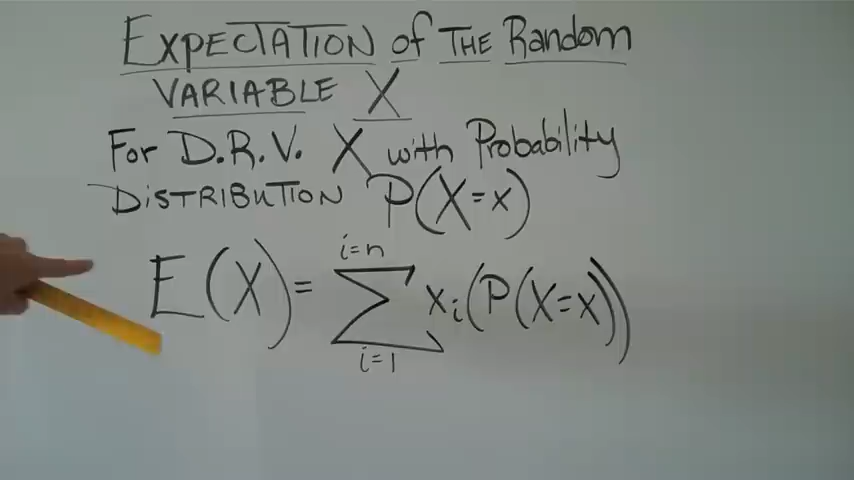 EXPECTATION of THE Random
VARIABLE X
For D.R.V. X with Probability
DISTRIBUTION P(X=x)
i=n
E(X)=∑ xᵢ(P(X=x))
i=1